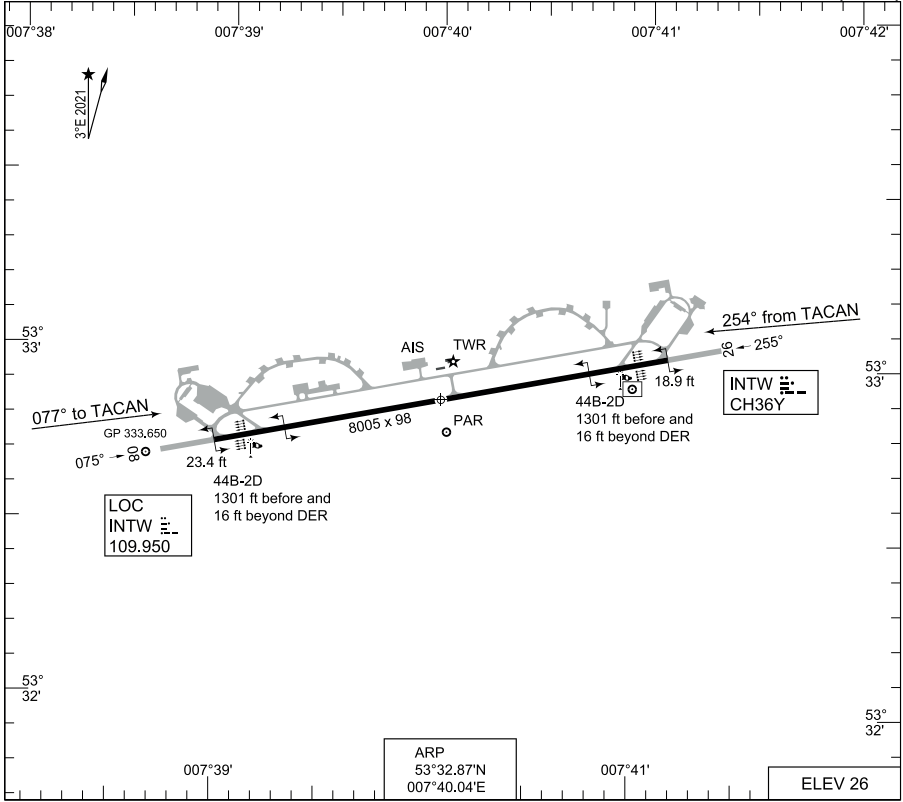 007°38' 007°39' 007°40' 007°41' 007°42'
3°E 2021
53°
33'
AIS TWR
254° from TACAN
26 255°
53°
33'
INTW
CH36Y
18.9 ft
44B-2D
1301 ft before and
16 ft beyond DER
8005 x 98
PAR
077° to TACAN
GP 333.650
075° 08
23.4 ft
44B-2D
1301 ft before and
16 ft beyond DER
LOC
INTW
109.950
53°
32'
53°
32'
007°39' 007°41'
ARP
53°32.87'N
007°40.04'E
ELEV 26